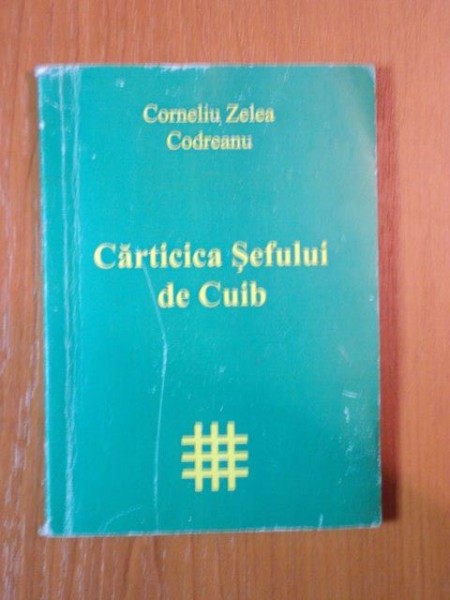 Corneliu Zelea
Codreanu
Cărticica Şefului
de Cuib